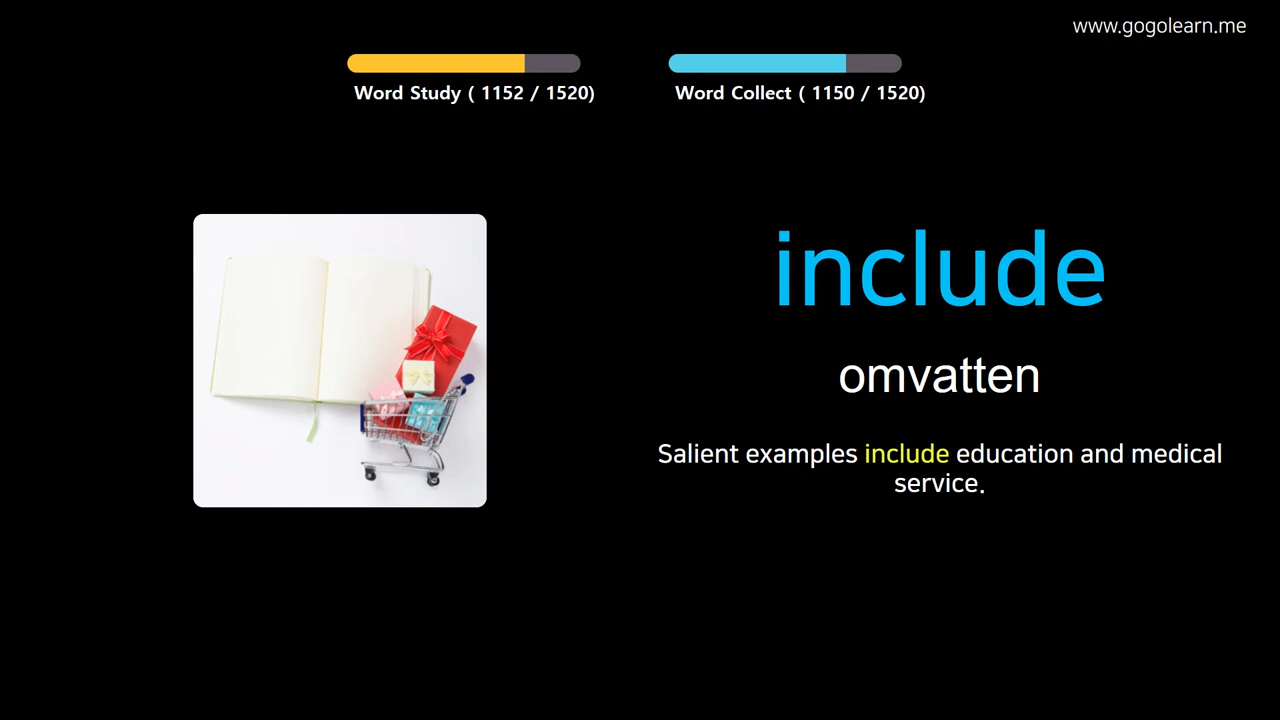 www.gogolearn.me
Word Study ( 1152 / 1520)
Word Collect ( 1150 / 1520)
include
omvatten
Salient examples include education and medical
service.